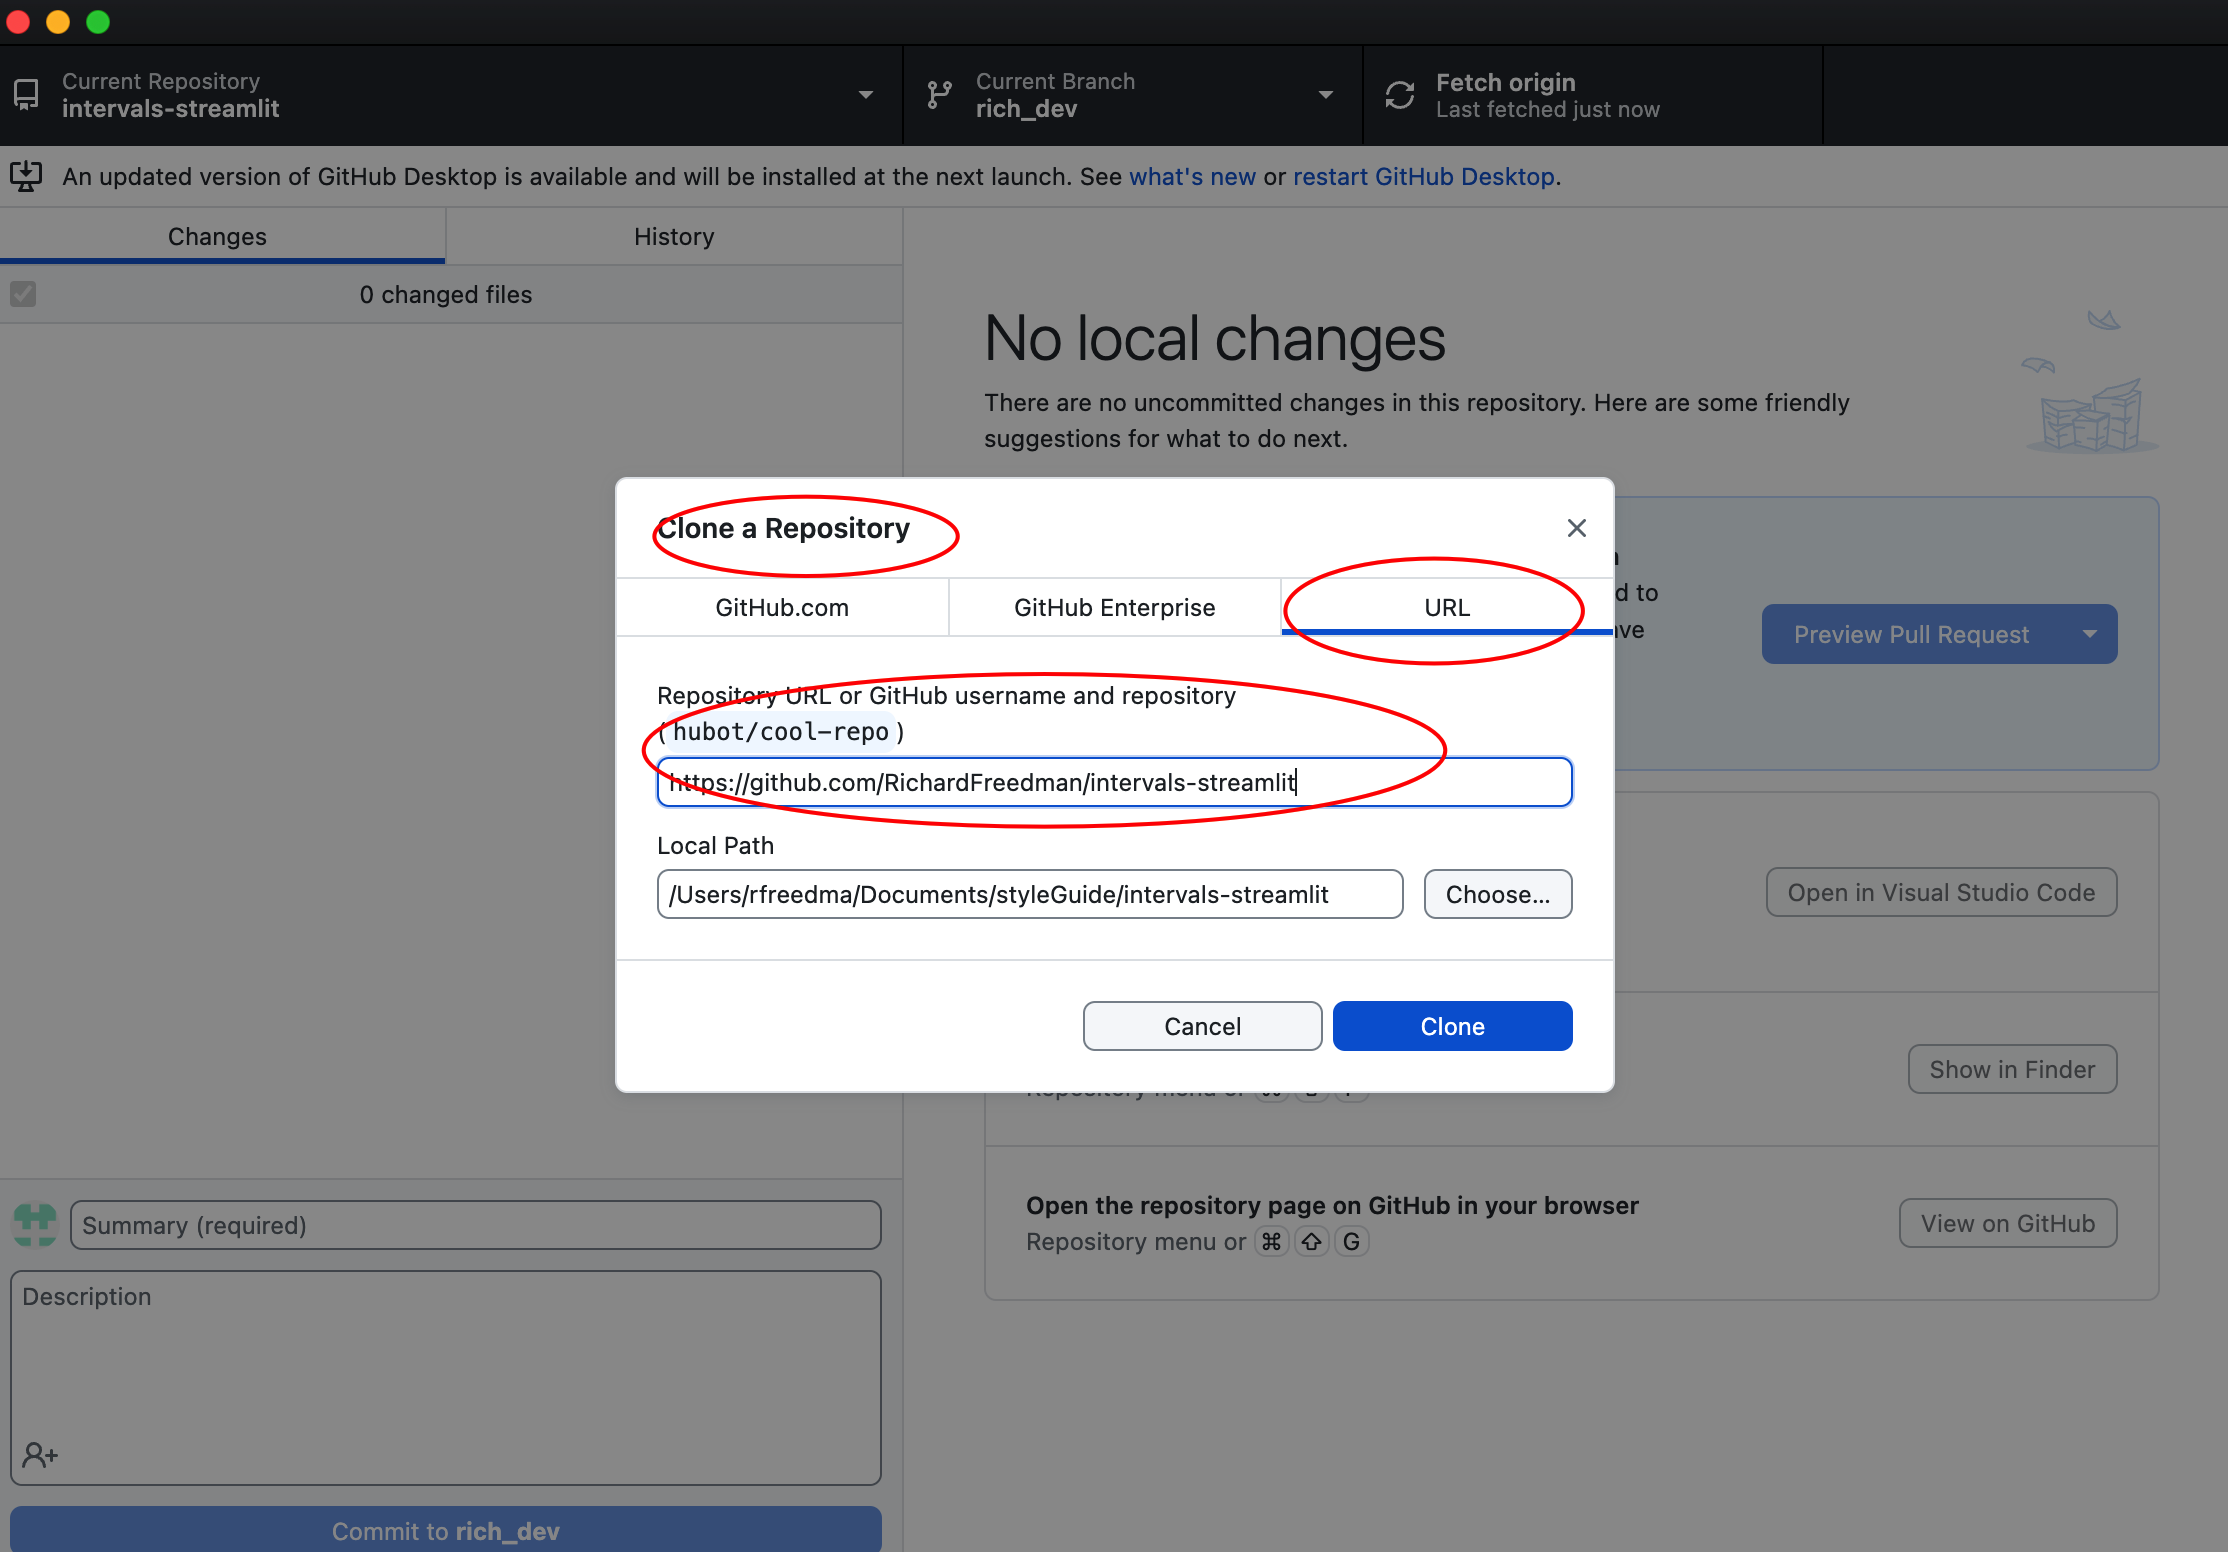 Current Repository
intervals-streamlit
Current Branch
rich_dev
Fetch origin
Last fetched just now
An updated version of GitHub Desktop is available and will be installed at the next launch. See what's new or restart GitHub Desktop.
Changes
History
0 changed files
No local changes
There are no uncommitted changes in this repository. Here are some friendly
suggestions for what to do next.
Clone a Repository
GitHub.com
GitHub Enterprise
URL
d to
Preview Pull Request
Repository URL or GitHub username and repository
(hubot/cool-repo)
https://github.com/RichardFreedman/intervals-streamlit
Local Path
/Users/rfreedma/Documents/styleGuide/intervals-streamlit
Choose...
Open in Visual Studio Code
Cancel
Clone
Show in Finder
Repository menu or
Open the repository page on GitHub in your browser
Repository menu or ⌘ ⇧ G
View on GitHub
Summary (required)
Description
Commit to rich_dev